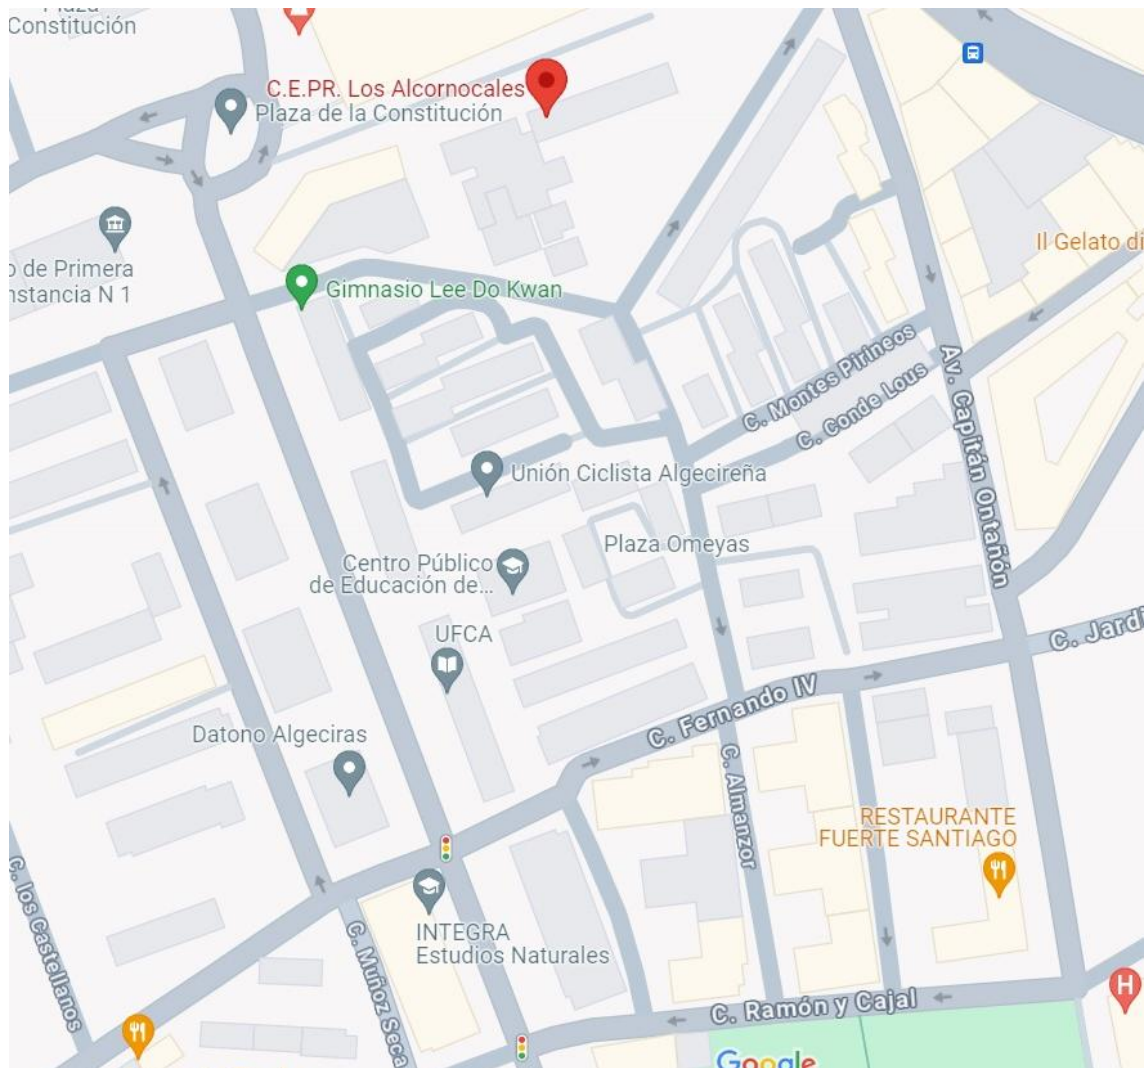 Plaza
Constitución
C.E.PR. Los Alcornocales
Plaza de la Constitución
Il Gelato di
o de Primera
nstancia N 1
Gimnasio Lee Do Kwan
C. Montes Pirineos
C. Conde Lous
Av. Capitán Ontañón
Unión Ciclista Algecireña
Plaza Omeyas
Centro Público
de Educación de...
UFCA
C. Jardi
C. Fernando IV
Datono Algeciras
C. Almanzor
RESTAURANTE
FUERTE SANTIAGO
C. los Castellanos
INTEGRA
Estudios Naturales
C. Muñoz Seca
H
C. Ramón y Cajal
Google